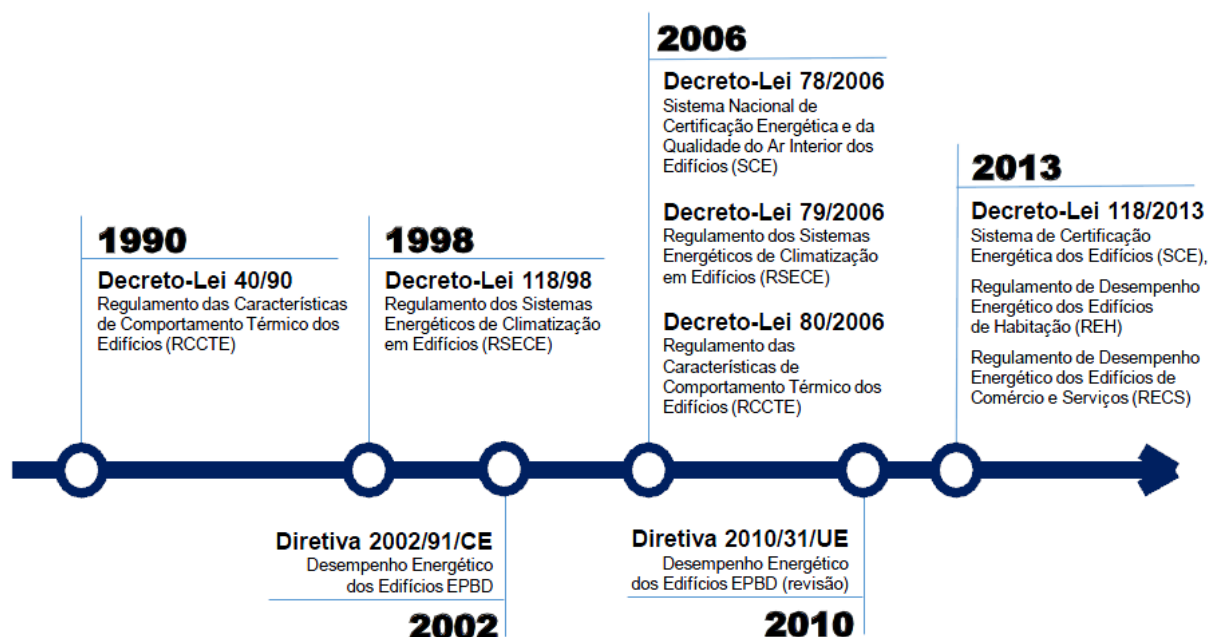 1990
Decreto-Lei 40/90
Regulamento das Características
de Comportamento Térmico dos
Edifícios (RCCTE)
1998
Decreto-Lei 118/98
Regulamento dos Sistemas
Energéticos de Climatização
em Edifícios (RSECE)
2006
Decreto-Lei 78/2006
Sistema Nacional de
Certificação Energética e da
Qualidade do Ar Interior dos
Edifícios (SCE)
Decreto-Lei 79/2006
Regulamento dos Sistemas
Energéticos de Climatização
em Edifícios (RSECE)
Decreto-Lei 80/2006
Regulamento das
Características de
Comportamento Térmico dos
Edifícios (RCCTE)
2013
Decreto-Lei 118/2013
Sistema de Certificação
Energética dos Edifícios (SCE),
Regulamento de Desempenho
Energético dos Edifícios
de Habitação (REH)
Regulamento de Desempenho
Energético dos Edifícios de
Comércio e Serviços (RECS)
Diretiva 2002/91/CE
Desempenho Energético
dos Edifícios EPBD
2002
Diretiva 2010/31/UE
Desempenho Energético
dos Edifícios EPBD (revisão)
2010